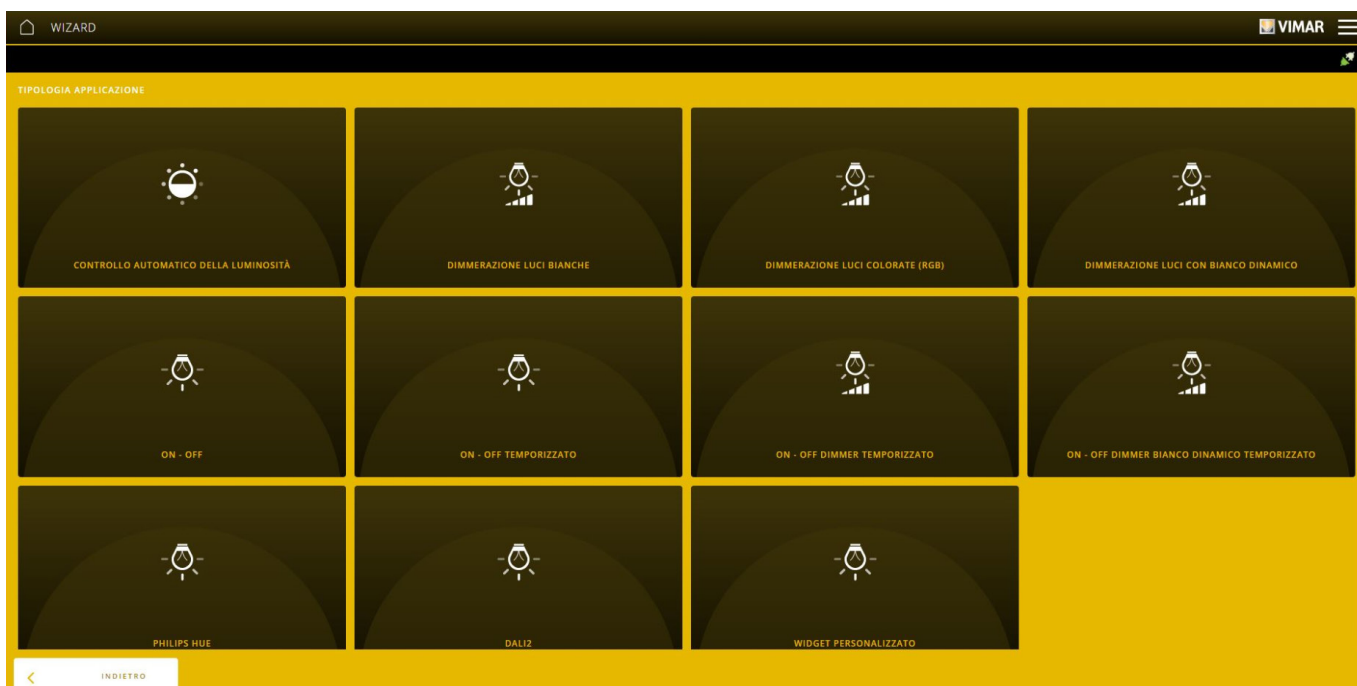 WIZARD
VIMAR
TIPOLOGIA APPLICAZIONE
CONTROLLO AUTOMATICO DELLA LUMINOSITÀ
DIMMERAZIONE LUCI BIANCHE
DIMMERAZIONE LUCI COLORATE (RGB)
DIMMERAZIONE LUCI CON BIANCO DINAMICO
ON - OFF
ON - OFF TEMPORIZZATO
ON - OFF DIMMER TEMPORIZZATO
ON - OFF DIMMER BIANCO DINAMICO TEMPORIZZATO
PHILIPS HUE
DALI2
WIDGET PERSONALIZZATO
INDIETRO